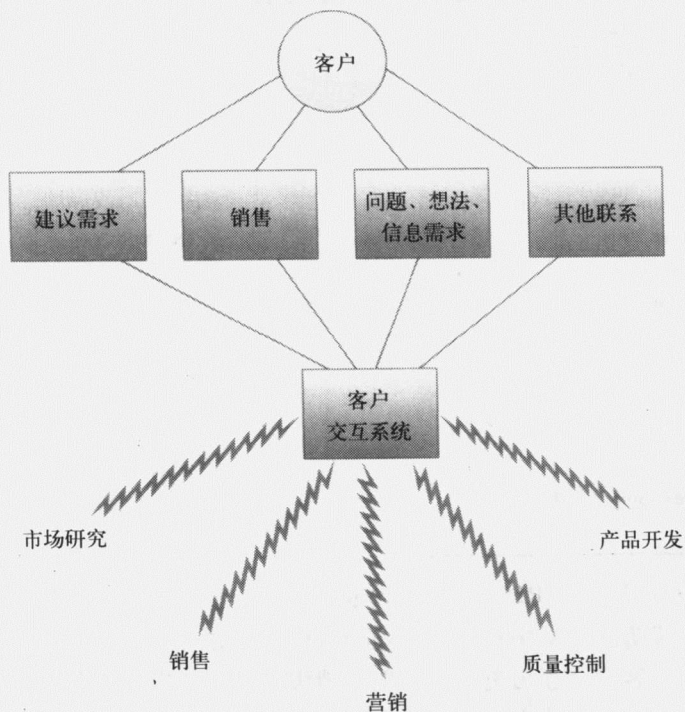 客户
建议需求
销售
问题、想法、
信息需求
其他联系
客户
交互系统
市场研究
产品开发
销售
质量控制
营销